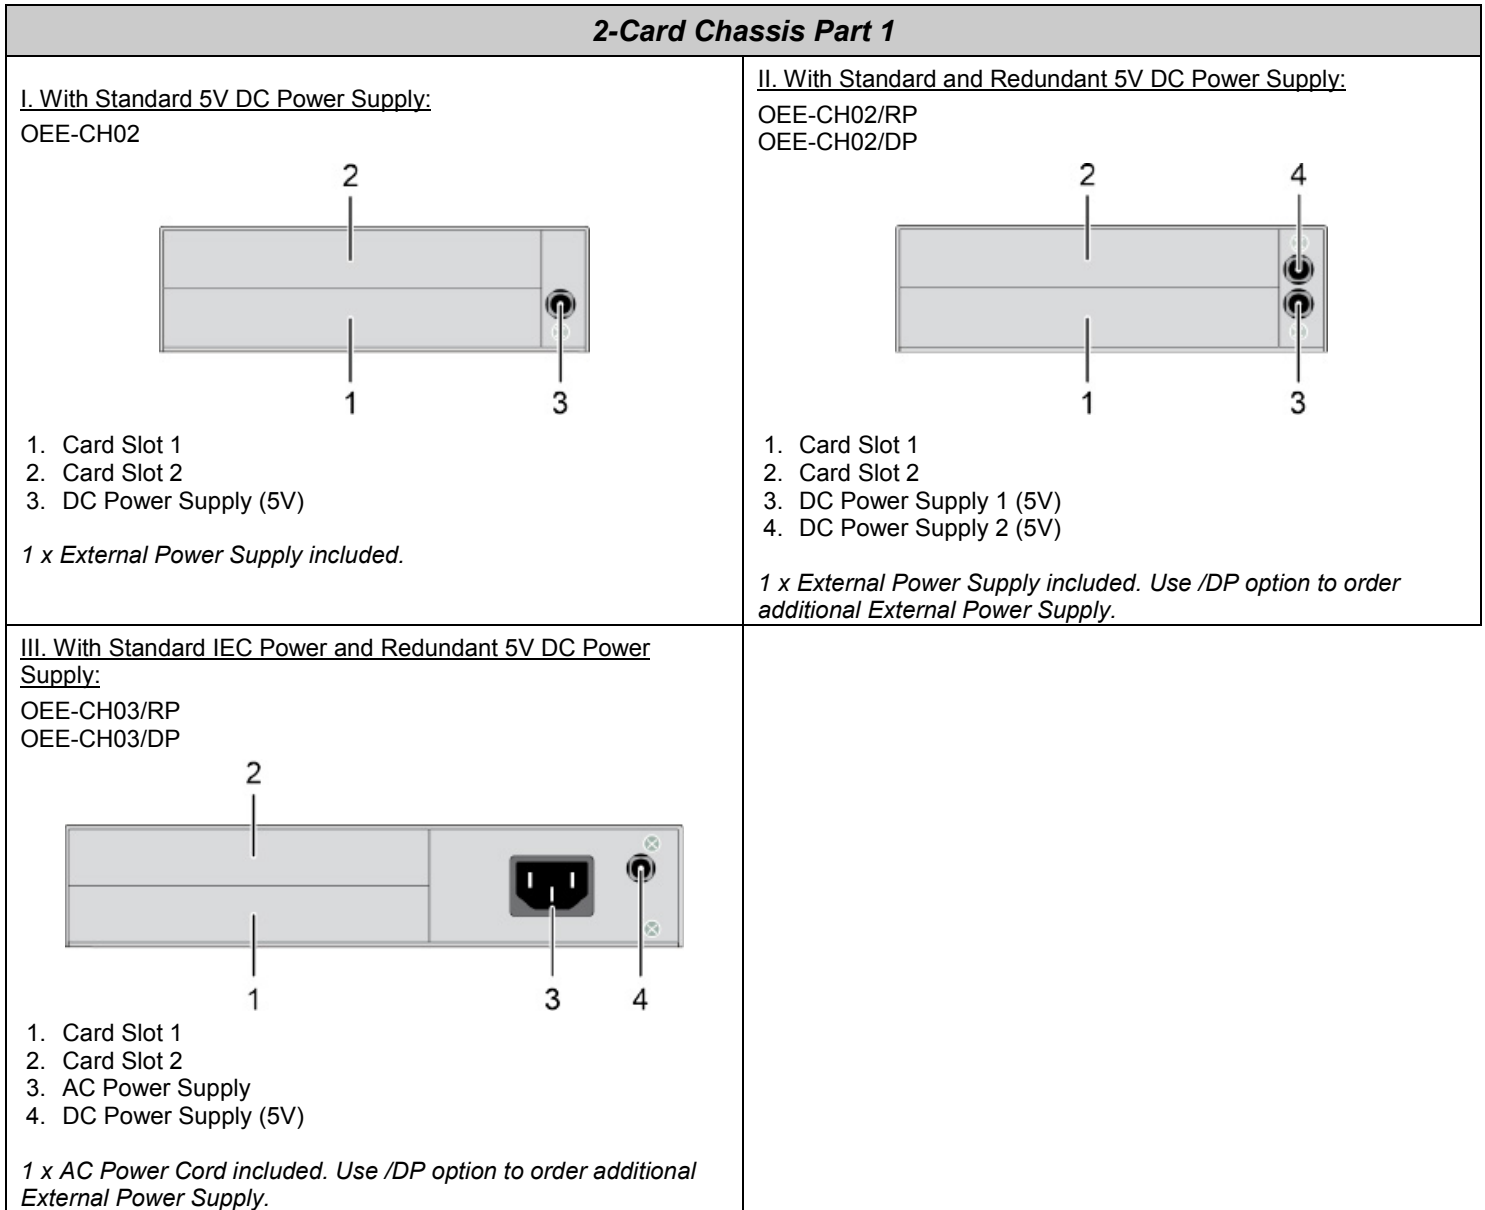 2-Card Chassis Part 1
I. With Standard 5V DC Power Supply:
OEE-CH02
2
1
3
1. Card Slot 1
2. Card Slot 2
3. DC Power Supply (5V)
1 x External Power Supply included.
II. With Standard and Redundant 5V DC Power Supply:
OEE-CH02/RP
OEE-CH02/DP
2
4
1
3
1. Card Slot 1
2. Card Slot 2
3. DC Power Supply 1 (5V)
4. DC Power Supply 2 (5V)
1 x External Power Supply included. Use /DP option to order
additional External Power Supply.
III. With Standard IEC Power and Redundant 5V DC Power
Supply:
OEE-CH03/RP
OEE-CH03/DP
2
1
3
4
1. Card Slot 1
2. Card Slot 2
3. AC Power Supply
4. DC Power Supply (5V)
1 x AC Power Cord included. Use /DP option to order additional
External Power Supply.